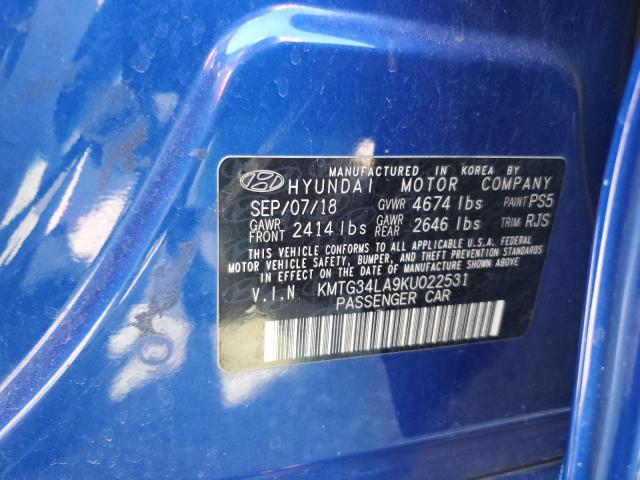 MANUFACTURED IN KOREA BY
HYUNDAI MOTOR COMPANY
SEP/07/18 GVWR 4674 lbs PAINT PS5
GAWR FRONT 2414 lbs GAWR REAR 2646 lbs TRIM RJS
THIS VEHICLE CONFORMS TO ALL APPLICABLE U.S.A. FEDERAL
MOTOR VEHICLE SAFETY, BUMPER, AND THEFT PREVENTION STANDARDS
IN EFFECT ON THE DATE OF MANUFACTURE SHOWN ABOVE.
V.I.N KMTG34LA9KU022531
PASSENGER CAR